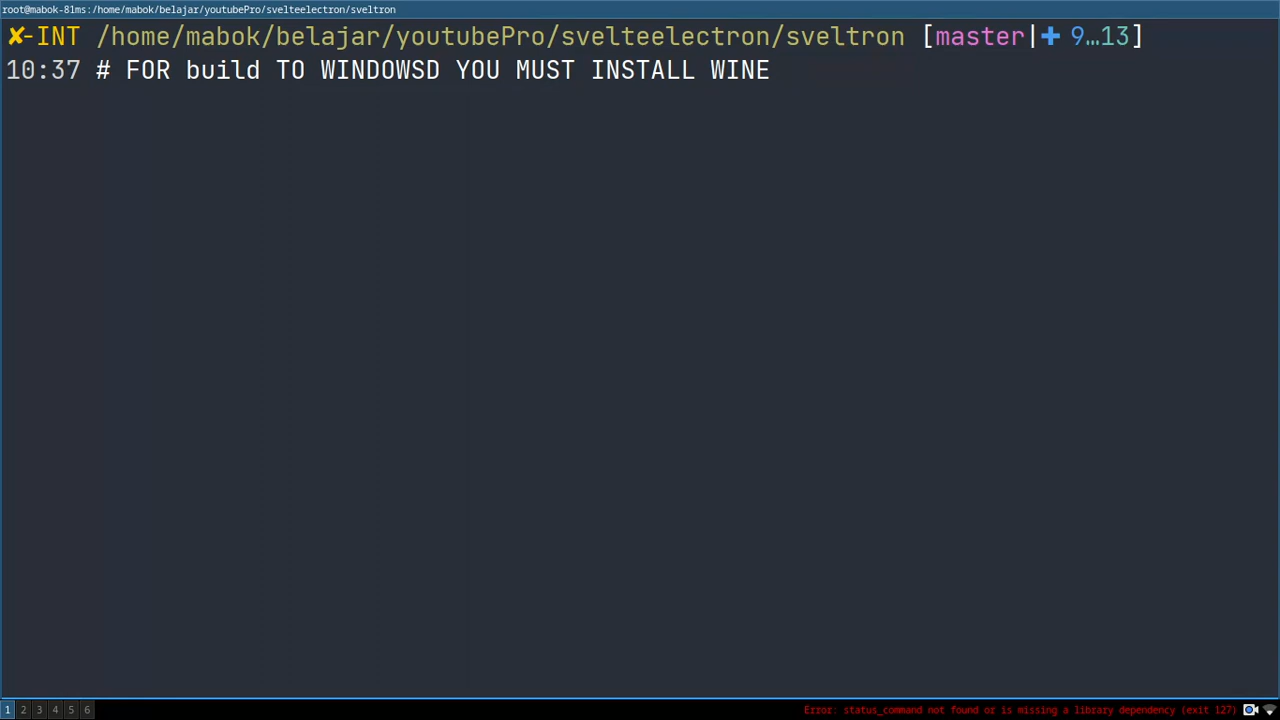 root@mabok-81ms:/home/mabok/belajar/youtubePro/svelteelectron/sveltron
✘-INT /home/mabok/belajar/youtubePro/svelteelectron/sveltron [master|✚ 9…13]
10:37 # FOR build TO WINDOWSD YOU MUST INSTALL WINE
1 2 3 4 5 6 Error: status_command not found or is missing a library dependency (exit 127)